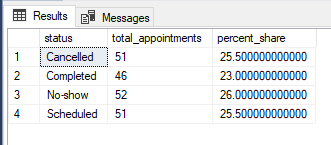 Results Messages
status total_appointments percent_share
1 Cancelled 51 25.500000000000
2 Completed 46 23.000000000000
3 No-show 52 26.000000000000
4 Scheduled 51 25.500000000000